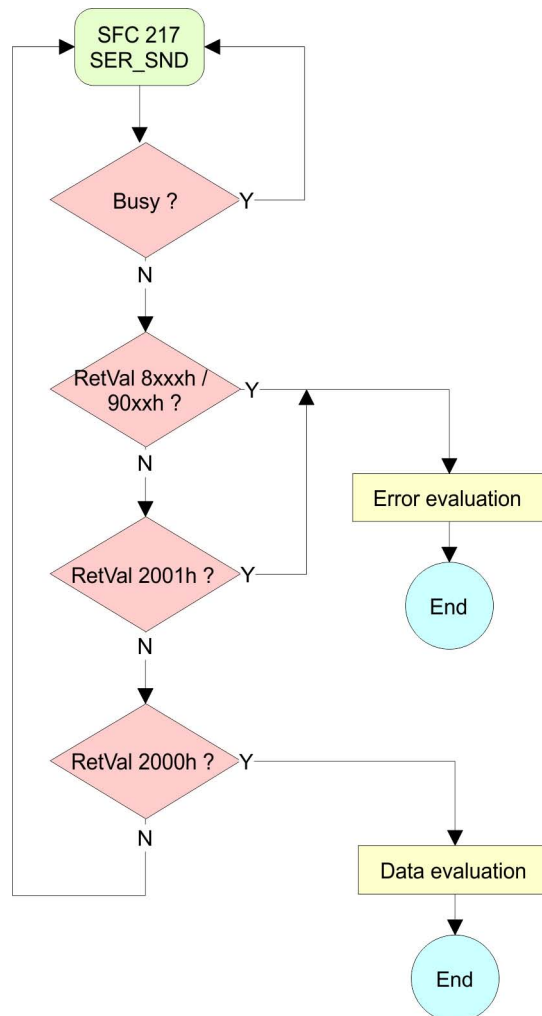 SFC 217
SER_SND
Busy ?
Y
N
RetVal 8xxxh /
90xxh ?
Y
N
Error evaluation
RetVal 2001h ?
Y
End
N
RetVal 2000h ?
Y
N
Data evaluation
End